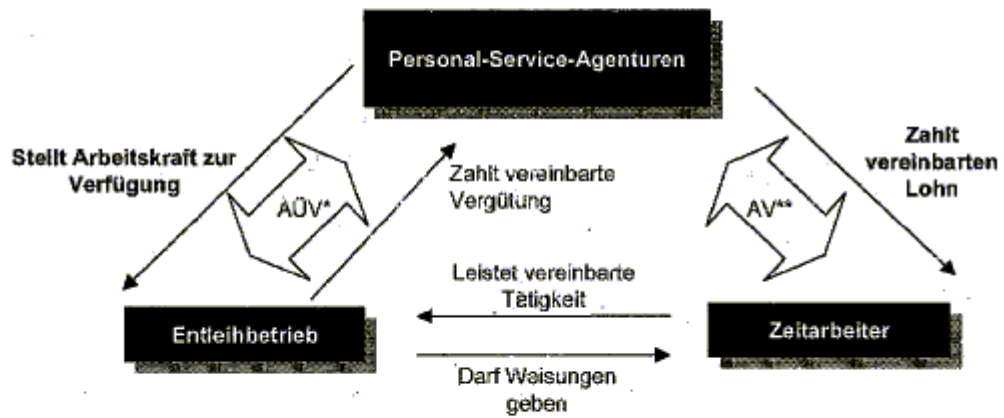 Personal-Service-Agenturen
Stellt Arbeitskraft zur
Verfügung
AÜV*
Zahlt vereinbarte
Vergütung
AV**
Zahlt
vereinbarten
Lohn
Leistet vereinbarte
Tätigkeit
Entleihbetrieb
Zeitarbeiter
Darf Weisungen
geben